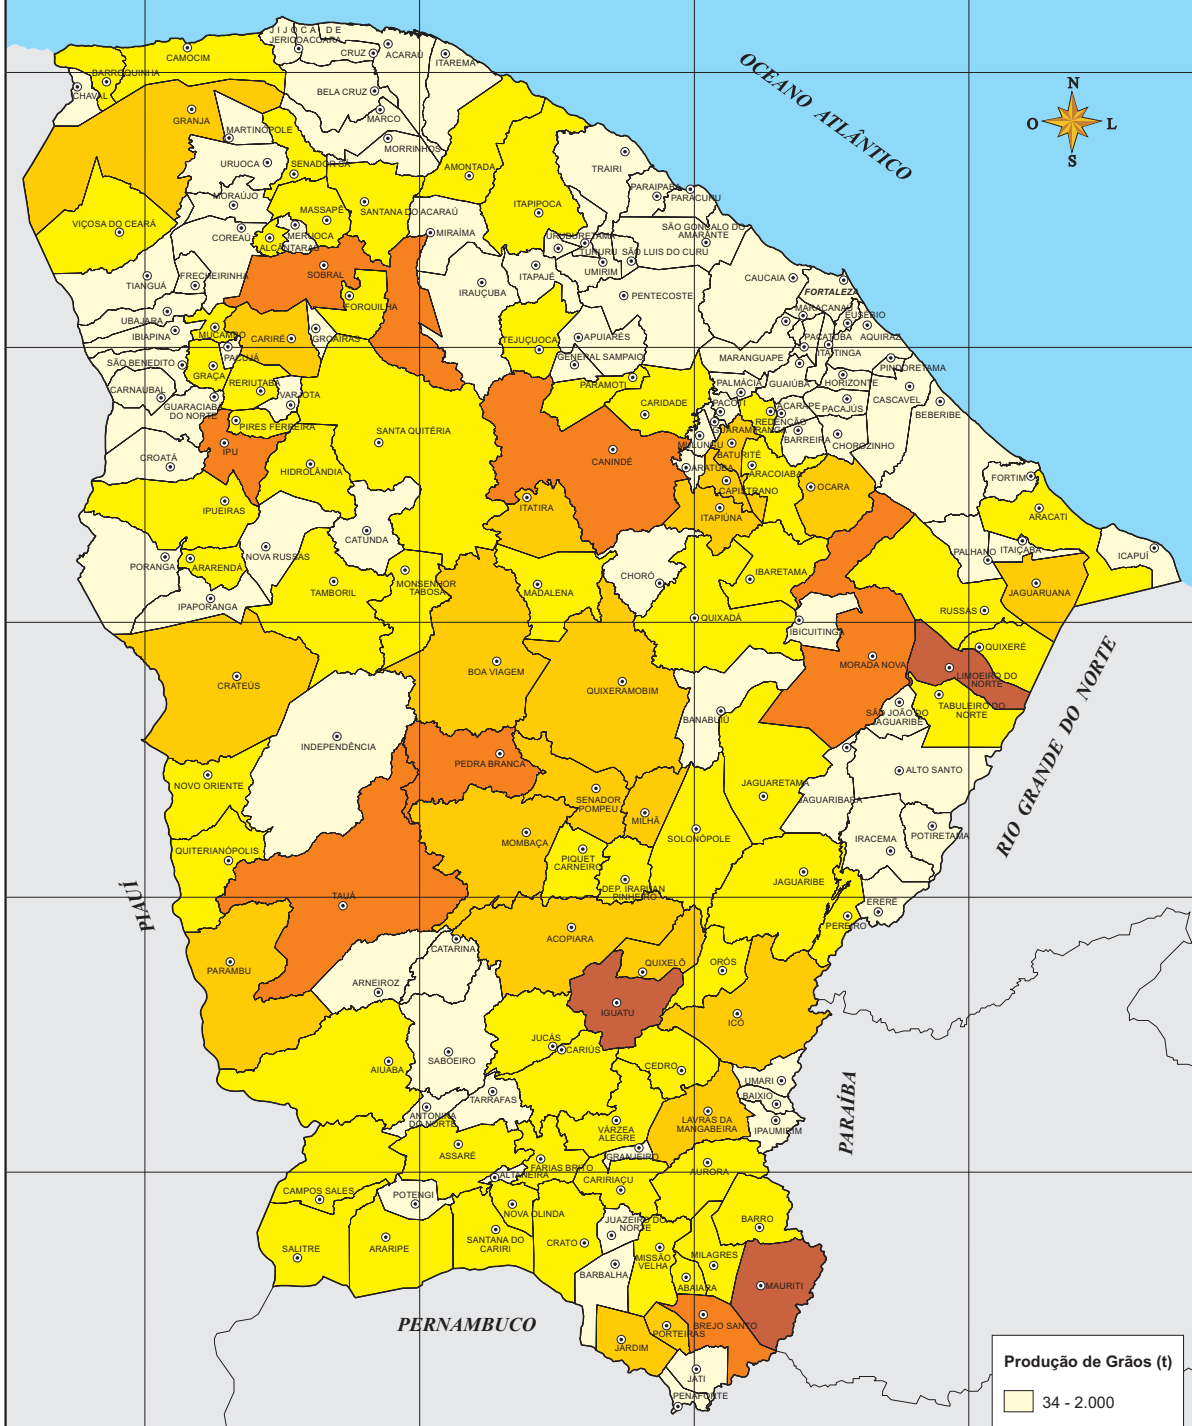 JIJOCA DE
JERICOACOARA
CRUZ
ACARAÚ
ITAREMA
CAMOCIM
BARROQUINHA
CHAVAL
BELA CRUZ
MARCO
GRANJA
MARTINÓPOLE
MORRINHOS
URUOCA
SENADOR SÁ
AMONTADA
TRAIRI
PARAIPABA
PARACURU
MORAÚJO
MASSAPÊ
SANTANA DO ACARAÚ
ITAPIPOCA
VIÇOSA DO CEARÁ
COREAÚ
MERUOCA
ALCÂNTARAS
MIRAÍMA
URUBURETAMA
TURURU
SÃO LUIS DO CURU
SÃO GONÇALO DO
AMARANTE
UMIRIM
ITAPAJÉ
TIANGUÁ
FRECHEIRINHA
SOBRAL
IRAUÇUBA
CAUCAIA
FORTALEZA
FORQUILHA
PENTECOSTE
UBAJARA
IBIAPINA
MUCAMBO
CARIRÉ
GROAÍRAS
TEJUÇUOCA
APUIARÉS
GENERAL SAMPAIO
MARACANAÚ
EUSÉBIO
PACATUBA
AQUIRAZ
ITAITINGA
MARANGUAPE
SÃO BENEDITO
PACUJÁ
GRAÇA
RERIUTABA
VARJOTA
CARNAUBAL
GUARACIABA
DO NORTE
PIRES FERREIRA
PARAMOTI
CARIDADE
PALMÁCIA
GUAIÚBA
HORIZONTE
PINDORETAMA
CASCAVEL
BEBERIBE
PACOTI
ACARAPE
PACAJÚS
REDENÇÃO
GUARAMIRANGA
BARREIRA
CHOROZINHO
MULUNGU
BATURITÉ
ARATUBA
ARACOIABA
CAPISTRANO
OCARA
ITAPIÚNA
CROATÁ
IPU
SANTA QUITÉRIA
HIDROLÂNDIA
CANINDÉ
ITATIRA
IPUEIRAS
CATUNDA
NOVA RUSSAS
PORANGA
ARARENDÁ
IPAPORANGA
TAMBORIL
MONSENHOR
TABOSA
MADALENA
CHORÓ
IBARETAMA
QUIXADÁ
IBICUITINGA
FORTIM
ARACATI
PALHANO
ITAIÇABA
ICAPUÍ
JAGUARUANA
RUSSAS
QUIXERÉ
LIMOEIRO DO
NORTE
TABULEIRO DO
NORTE
MORADA NOVA
SÃO JOÃO DO
JAGUARIBE
CRATEÚS
BOA VIAGEM
QUIXERAMOBIM
BANABUIÚ
INDEPENDÊNCIA
PEDRA BRANCA
ALTO SANTO
NOVO ORIENTE
SENADOR
POMPEU
MILHÃ
JAGUARETAMA
JAGUARIBARA
POTIRETAMA
IRACEMA
SOLONÓPOLE
MOMBAÇA
QUITERIANÓPOLIS
PIQUET
CARNEIRO
DEP. IRAPUAN
PINHEIRO
JAGUARIBE
TAUÁ
ERERÉ
PEREIRO
ACOPIARA
CATARINA
PARAMBU
ARNEIROZ
QUIXELÔ
ORÓS
IGUATU
ICÓ
AIUABA
SABOEIRO
JUCÁS
CARIÚS
CEDRO
UMARI
BAIXIO
IPAUMIRIM
TARRAFAS
ANTONINA
DO NORTE
VÁRZEA
ALEGRE
LAVRAS DA
MANGABEIRA
ASSARÉ
GRANJEIRO
FARIAS BRITO
ALTANEIRA
CARIRIAÇU
AURORA
CAMPOS SALES
POTENGI
NOVA OLINDA
JUAZEIRO DO
NORTE
BARRO
SALITRE
ARARIPE
SANTANA DO
CARIRI
CRATO
MISSÃO
VELHA
MILAGRES
BARBALHA
ABAIARA
MAURITI
BREJO SANTO
PORTEIRAS
JARDIM
JATI
PENAFORTE
OCEANO ATLÂNTICO
N
O
L
S
RIO GRANDE DO NORTE
PIAUÍ
PARAÍBA
PERNAMBUCO
Produção de Grãos (t)
34 - 2.000